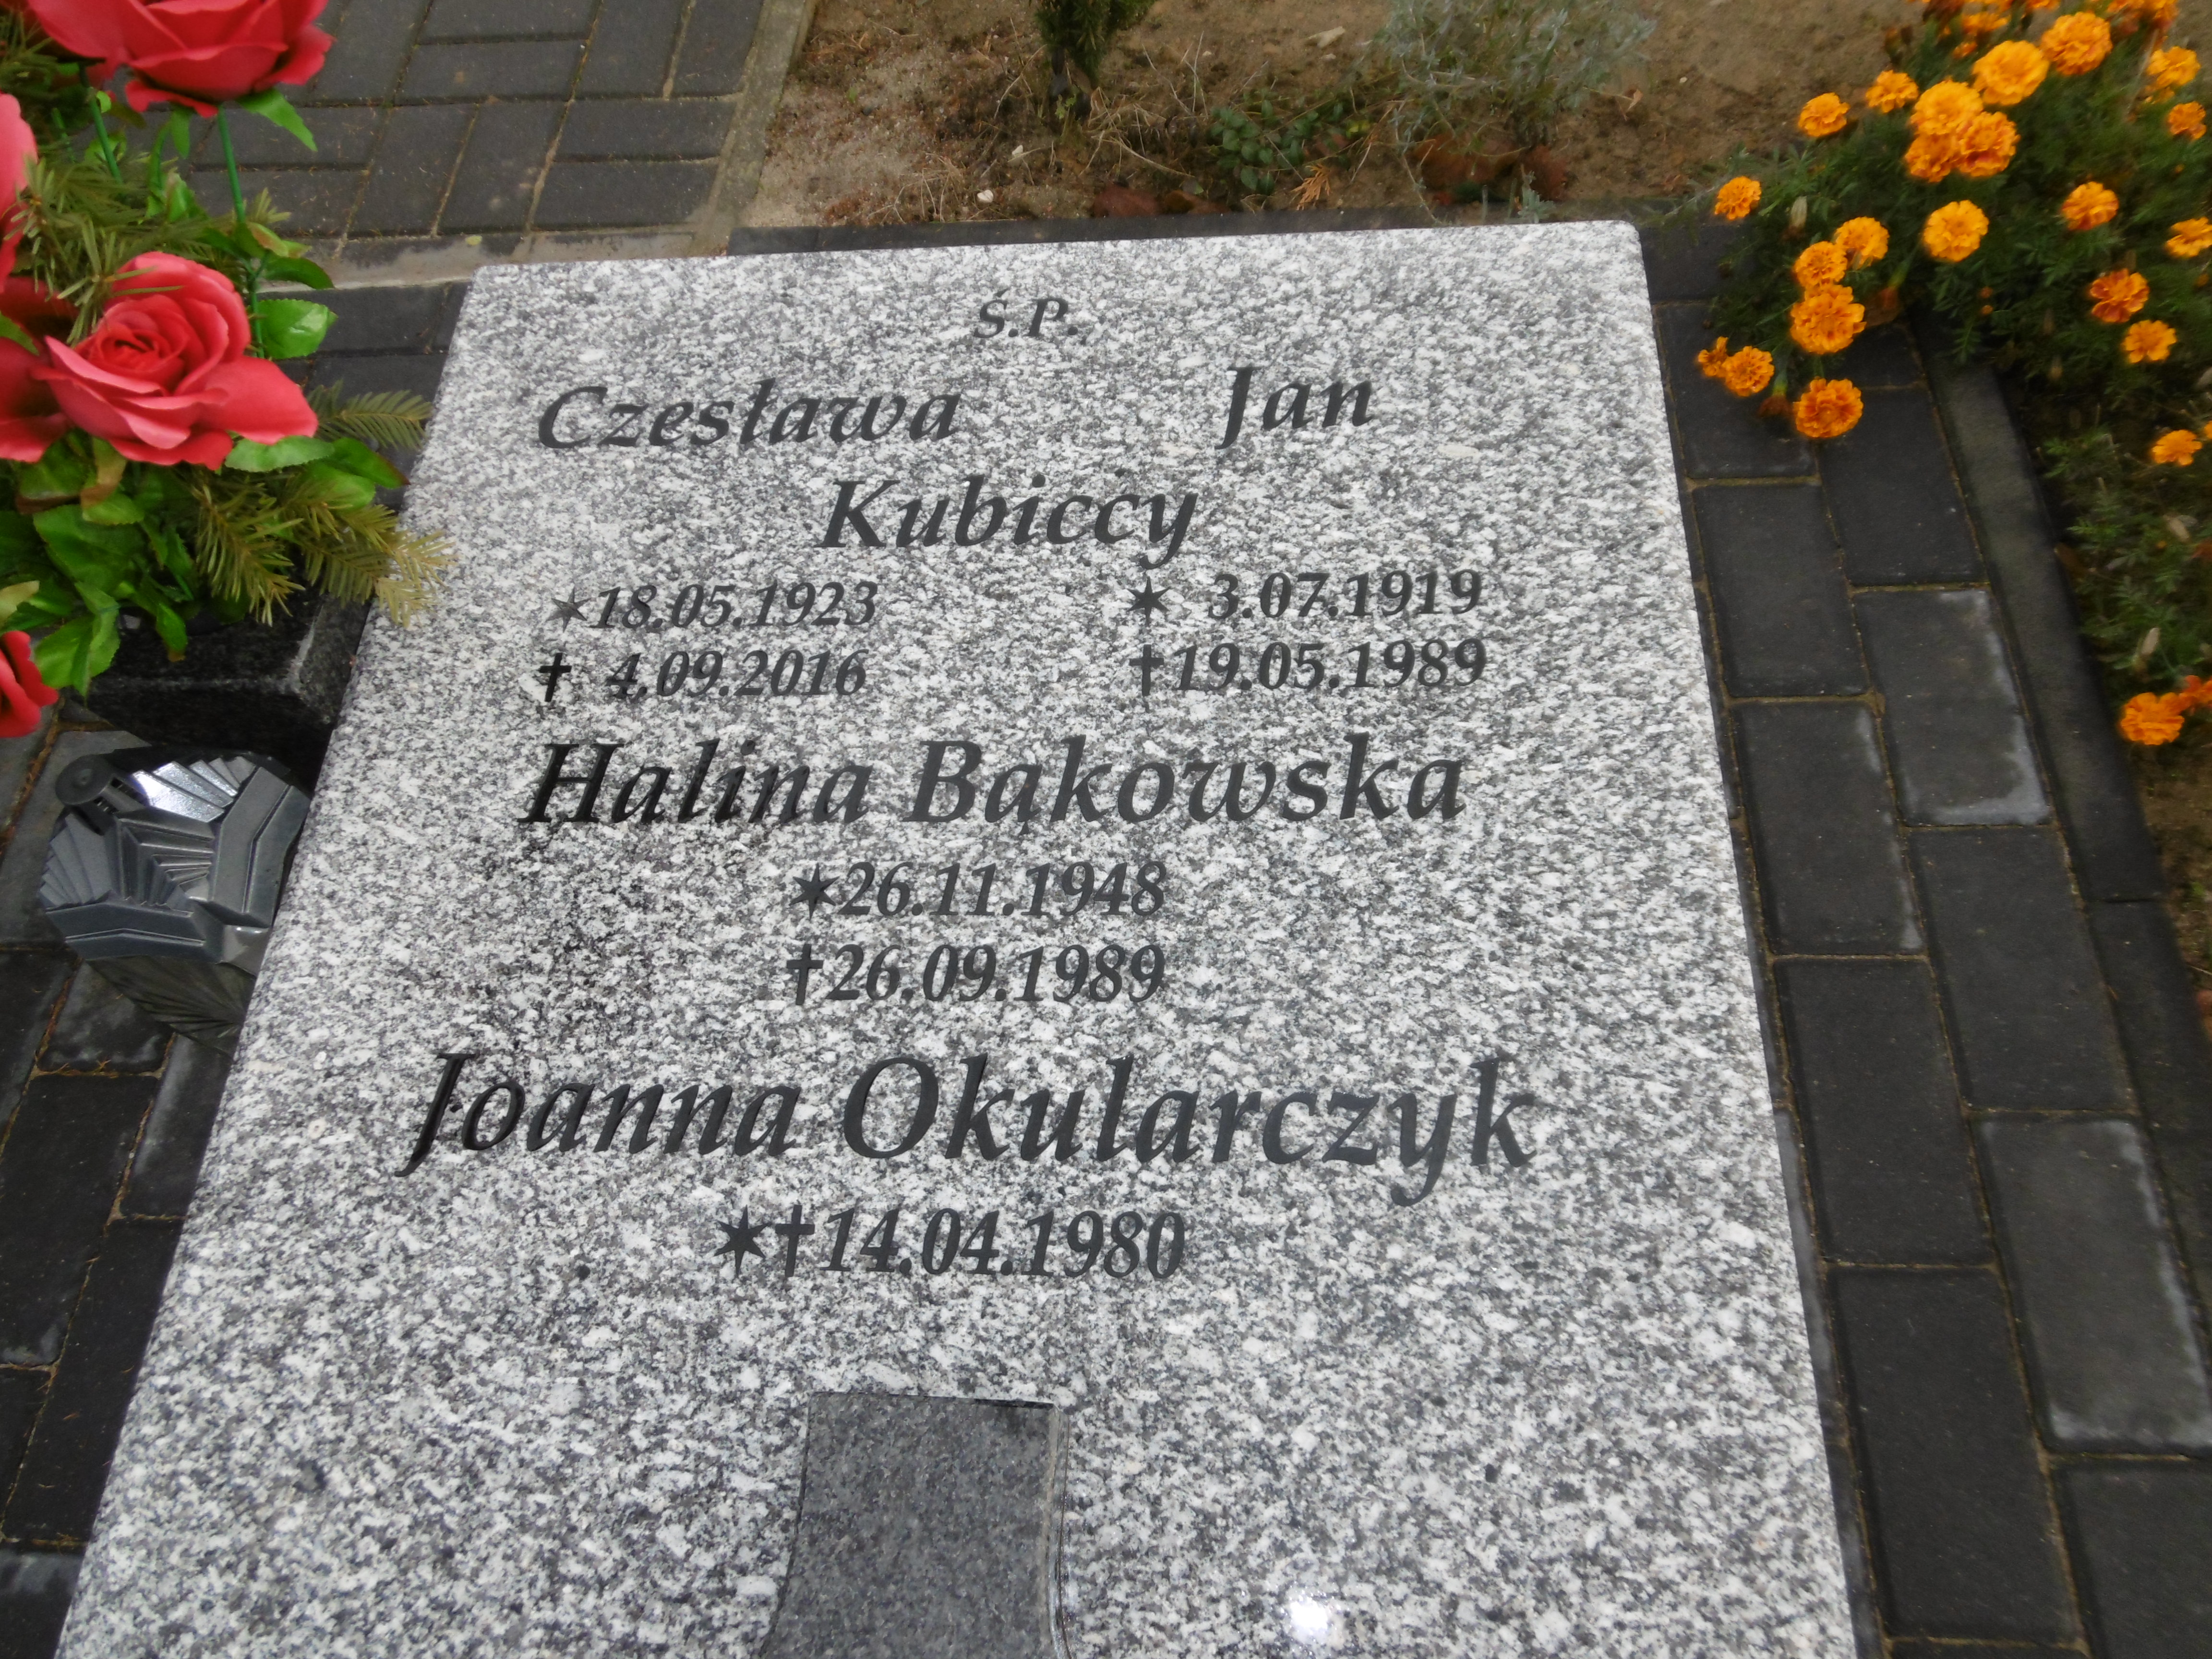 Ś.P.
Czesława Jan
Kubiccy
✶18.05.1923 ✶ 3.07.1919
† 4.09.2016 †19.05.1989
Halina Bąkowska
✶26.11.1948
†26.09.1989
Joanna Okularczyk
✶†14.04.1980